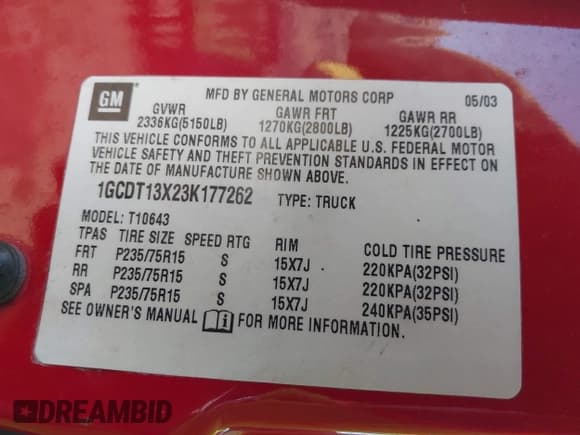 GM
MFD BY GENERAL MOTORS CORP 05/03
GVWR GAWR FRT GAWR RR
2336KG(5150LB) 1270KG(2800LB) 1225KG(2700LB)
THIS VEHICLE CONFORMS TO ALL APPLICABLE U.S. FEDERAL MOTOR
VEHICLE SAFETY AND THEFT PREVENTION STANDARDS IN EFFECT ON
THE DATE OF MANUFACTURE SHOWN ABOVE.
1GCDT13X23K177262 TYPE: TRUCK
MODEL: T10643
TPAS TIRE SIZE SPEED RTG RIM COLD TIRE PRESSURE
FRT P235/75R15 S 15X7J 220KPA(32PSI)
RR P235/75R15 S 15X7J 220KPA(32PSI)
SPA P235/75R15 S 15X7J 240KPA(35PSI)
SEE OWNER'S MANUAL FOR MORE INFORMATION.
DREAMBID